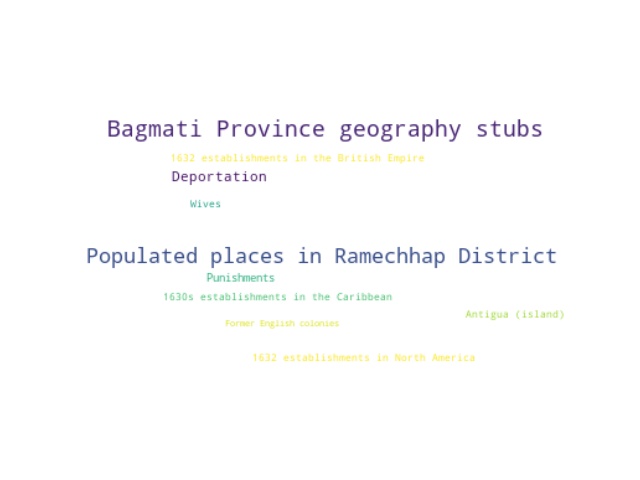 Bagmati Province geography stubs
1632 establishments in the British Empire
Deportation
Wives
Populated places in Ramechhap District
Punishments
1630s establishments in the Caribbean
Antigua (island)
Former English colonies
1632 establishments in North America